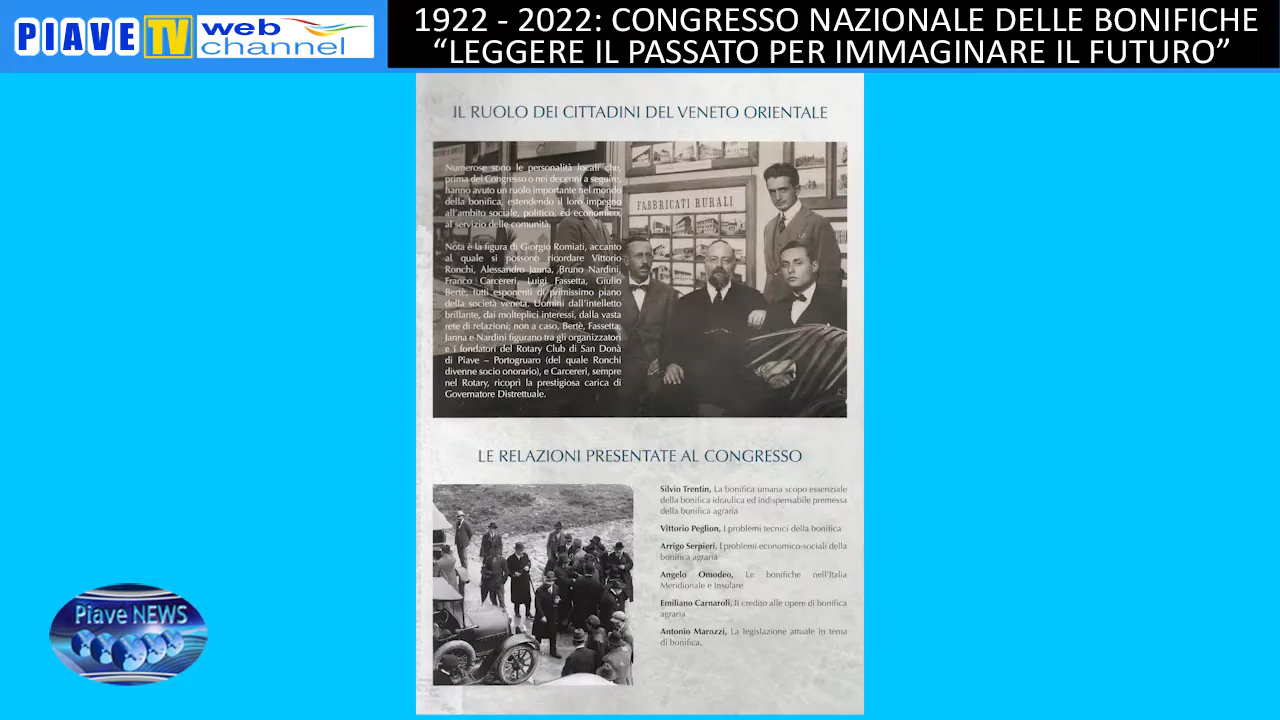 PIAVE TV web channel
1922 - 2022: CONGRESSO NAZIONALE DELLE BONIFICHE
“LEGGERE IL PASSATO PER IMMAGINARE IL FUTURO”
IL RUOLO DEI CITTADINI DEL VENETO ORIENTALE
Numerose sono le personalità locali che,
prima del Congresso o nei decenni a seguire,
hanno avuto un ruolo importante nel mondo
della bonifica, estendendo il loro impegno
all'ambito sociale, politico, ed economico,
al servizio delle comunità.
Nota è la figura di Giorgio Romiati, accanto
al quale si possono ricordare Vittorio
Ronchi, Alessandro Janna, Bruno Nardini,
Franco Carcereri, Luigi Fassetta, Giulio
Bertè, tutti esponenti di primissimo piano
della società veneta. Uomini dall'intelletto
brillante, dai molteplici interessi, dalla vasta
rete di relazioni; non a caso, Bertè, Fassetta,
Janna e Nardini figurano tra gli organizzatori
e i fondatori del Rotary Club di San Donà
di Piave – Portogruaro (del quale Ronchi
divenne socio onorario), e Carcereri, sempre
nel Rotary, ricoprì la prestigiosa carica di
Governatore Distrettuale.
FABBRICATI RURALI
LE RELAZIONI PRESENTATE AL CONGRESSO
Silvio Trentin, La bonifica umana scopo essenziale
della bonifica idraulica ed indispensabile premessa
della bonifica agraria
Vittorio Peglion, I problemi tecnici della bonifica
Arrigo Serpieri, I problemi economico-sociali della
bonifica agraria
Angelo Omodeo, Le bonifiche nell'Italia
Meridionale e Insulare
Emiliano Carnaroli, Il credito alle opere di bonifica
agraria
Antonio Marozzi, La legislazione attuale in tema
di bonifica.
Piave NEWS